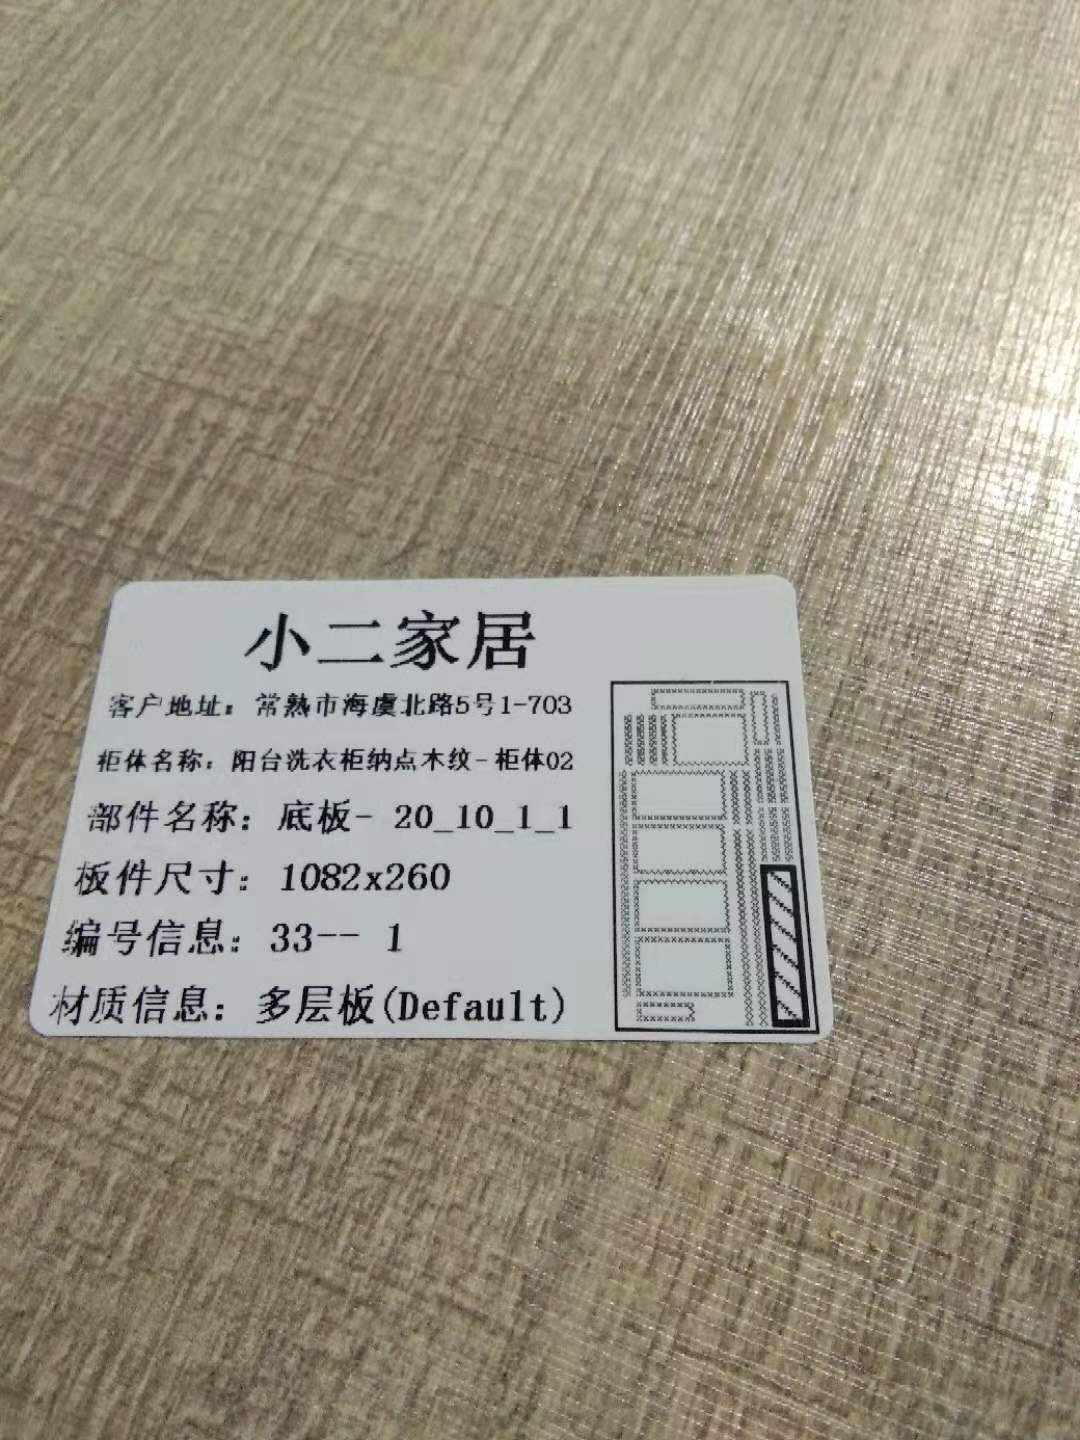 小二家居
客户地址：常熟市海虞北路5号1-703
柜体名称：阳台洗衣柜纳点木纹-柜体02
部件名称：底板- 20_10_1_1
板件尺寸：1082x260
编号信息：33-- 1
材质信息：多层板(Default)